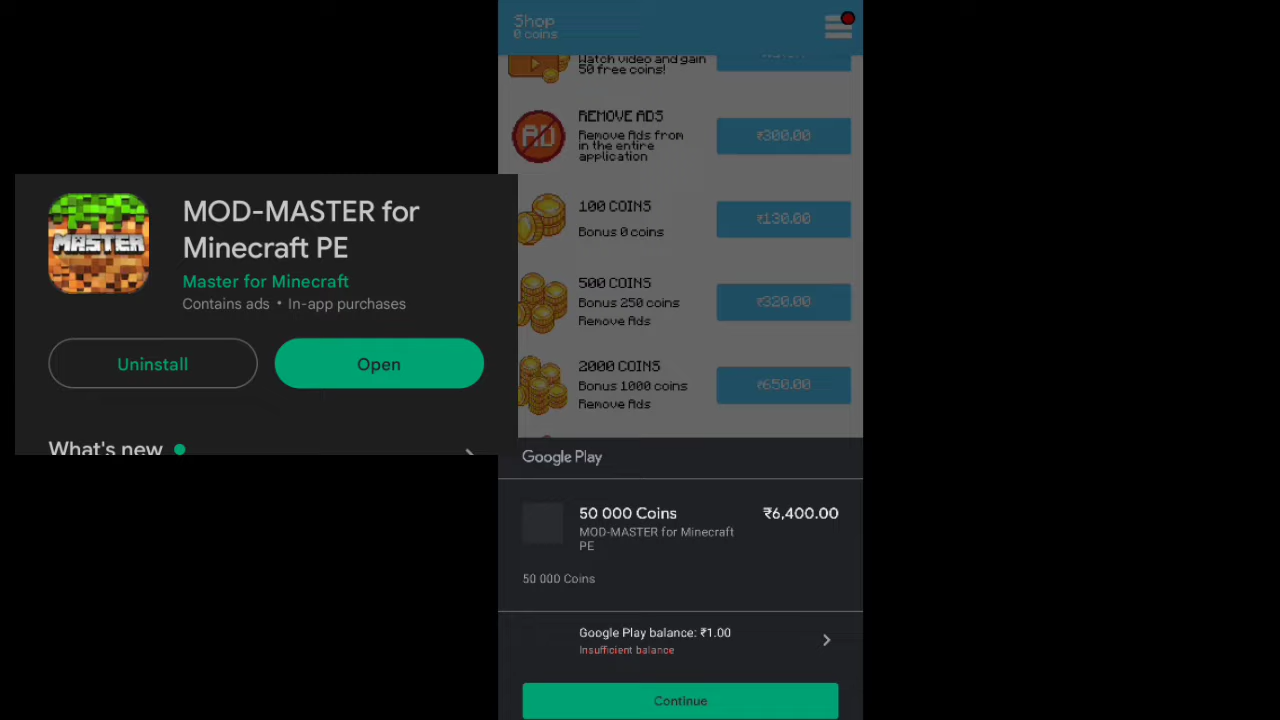 MASTER
MOD-MASTER for
Minecraft PE
Master for Minecraft
Contains ads • In-app purchases
Uninstall
Open
What's new
Shop
0 coins
Watch video and gain
50 free coins!
AD
REMOVE ADS
Remove Ads from
in the entire
application
₹300.00
100 COINS
Bonus 0 coins
₹130.00
500 COINS
Bonus 250 coins
Remove Ads
₹320.00
2000 COINS
Bonus 1000 coins
Remove Ads
₹650.00
Google Play
50 000 Coins
₹6,400.00
MOD-MASTER for Minecraft
PE
50 000 Coins
Google Play balance: ₹1.00
Insufficient balance
Continue